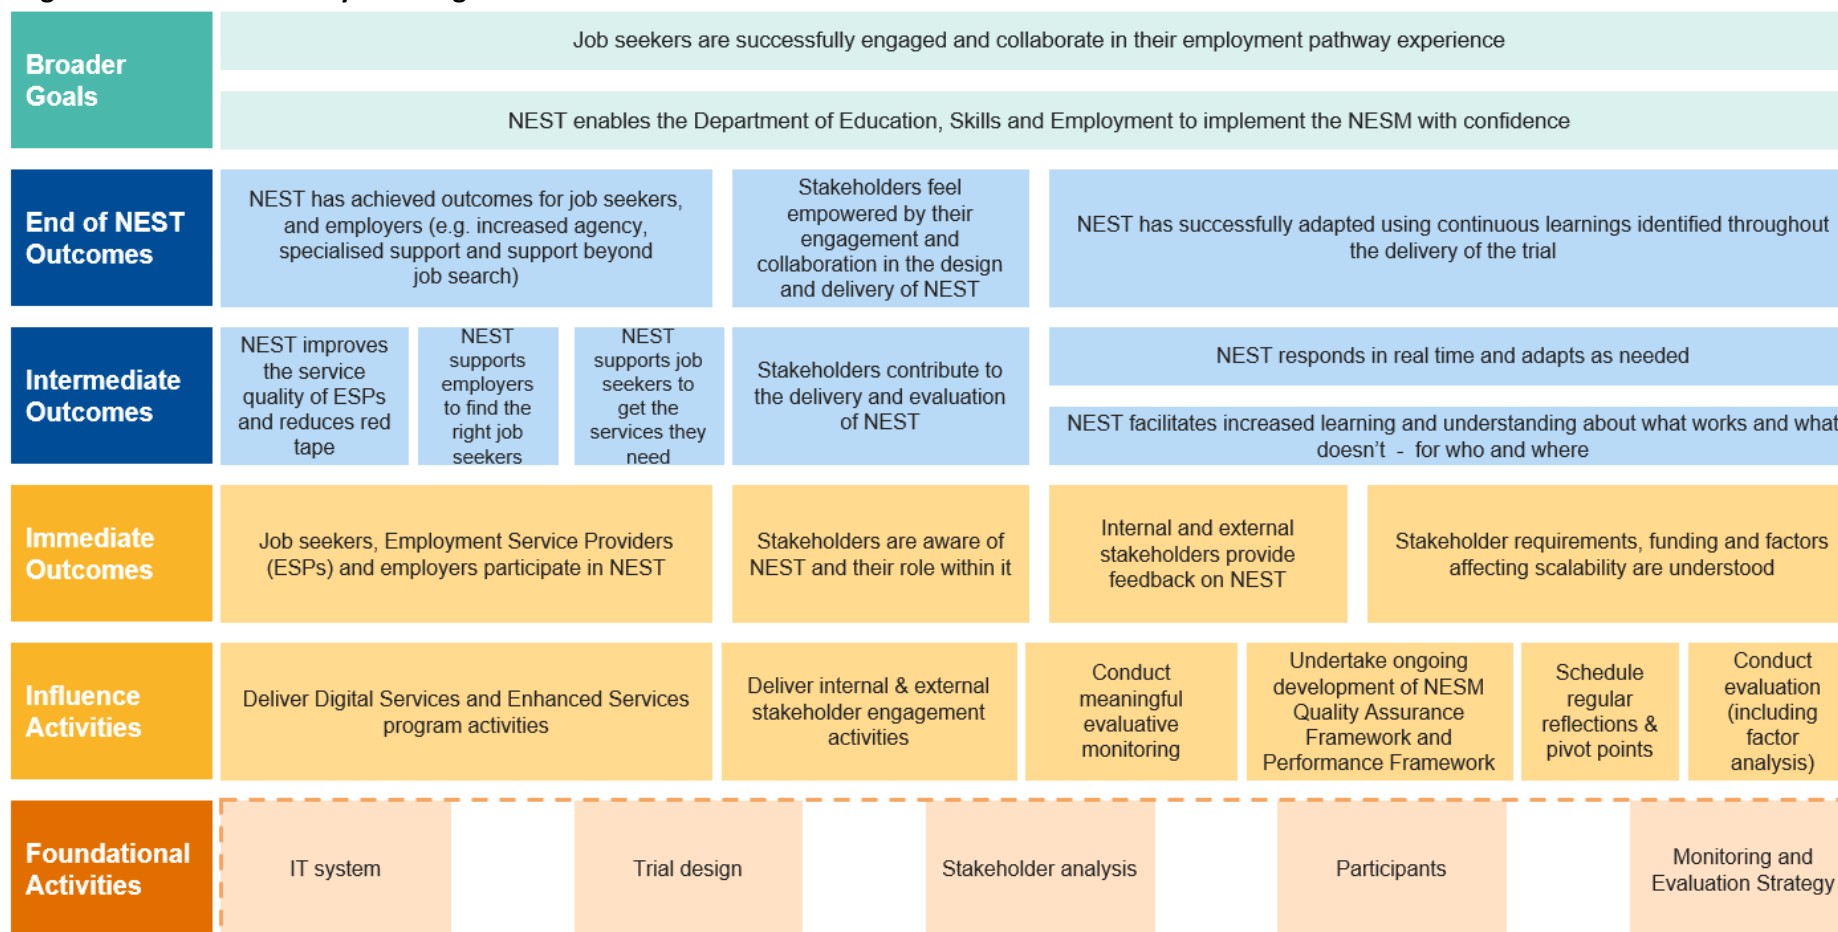 Broader
Goals
Job seekers are successfully engaged and collaborate in their employment pathway experience
NEST enables the Department of Education, Skills and Employment to implement the NESM with confidence
End of NEST
Outcomes
NEST has achieved outcomes for job seekers,
and employers (e.g. increased agency,
specialised support and support beyond
job search)
Stakeholders feel
empowered by their
engagement and
collaboration in the design
and delivery of NEST
NEST has successfully adapted using continuous learnings identified throughout
the delivery of the trial
Intermediate
Outcomes
NEST improves
the service
quality of ESPs
and reduces red
tape
NEST
supports
employers
to find the
right job
seekers
NEST
supports job
seekers to
get the
services they
need
Stakeholders contribute to
the delivery and evaluation
of NEST
NEST responds in real time and adapts as needed
NEST facilitates increased learning and understanding about what works and what
doesn't - for who and where
Immediate
Outcomes
Job seekers, Employment Service Providers
(ESPs) and employers participate in NEST
Stakeholders are aware of
NEST and their role within it
Internal and external
stakeholders provide
feedback on NEST
Stakeholder requirements, funding and factors
affecting scalability are understood
Influence
Activities
Deliver Digital Services and Enhanced Services
program activities
Deliver internal & external
stakeholder engagement
activities
Conduct
meaningful
evaluative
monitoring
Undertake ongoing
development of NESM
Quality Assurance
Framework and
Performance Framework
Schedule
regular
reflections &
pivot points
Conduct
evaluation
(including
factor
analysis)
Foundational
Activities
IT system
Trial design
Stakeholder analysis
Participants
Monitoring and
Evaluation Strategy